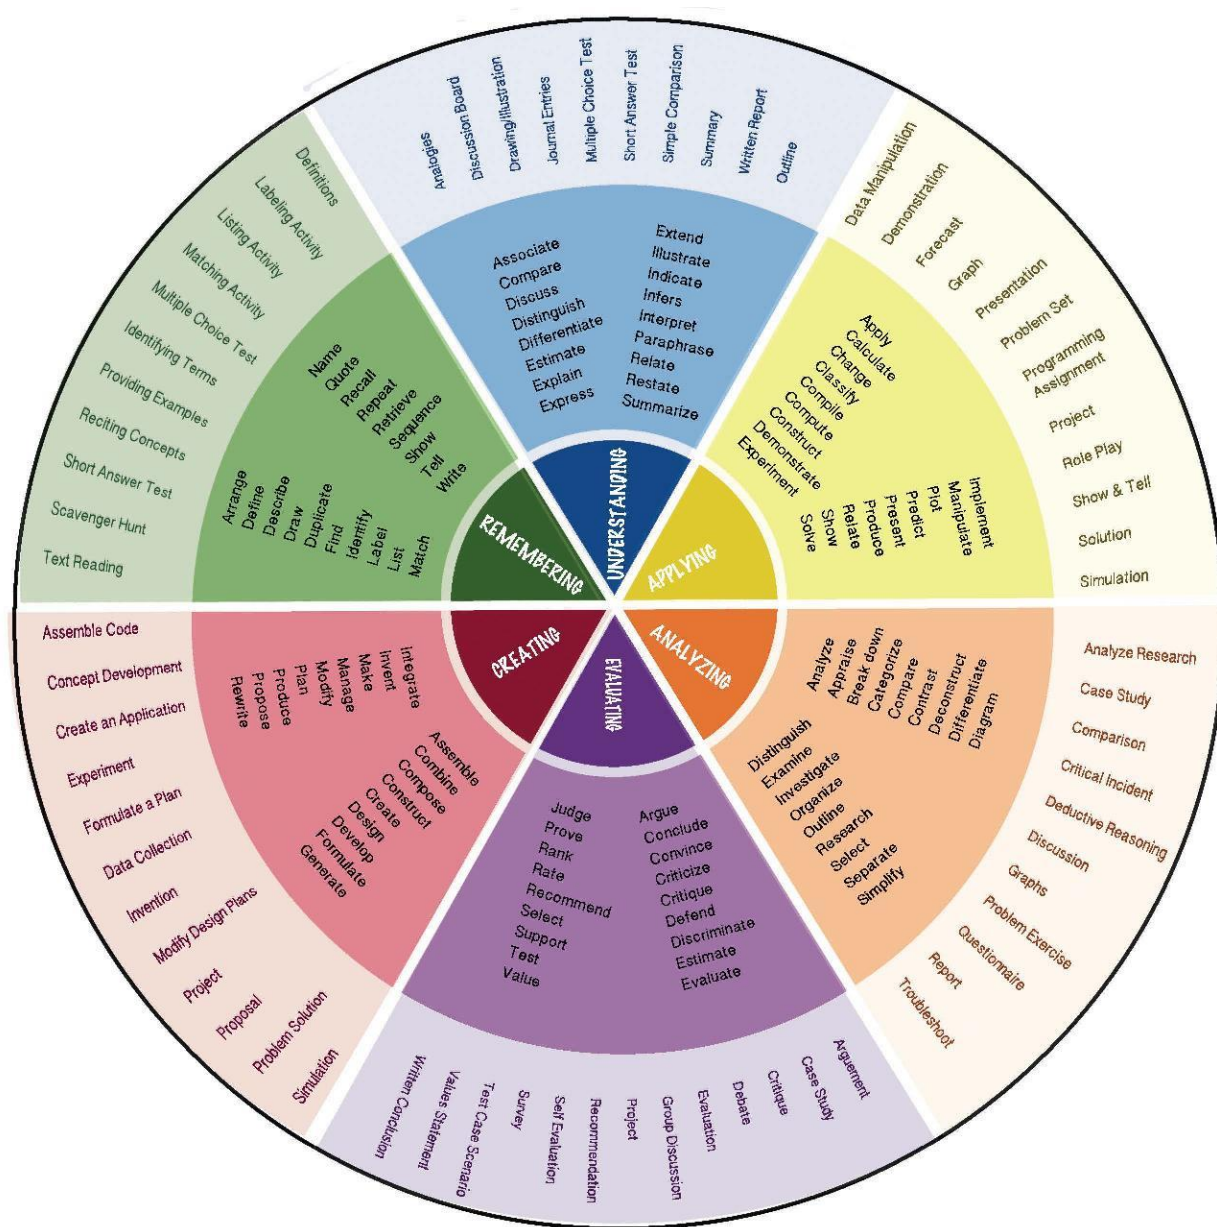 Analogies
Discussion Board
Drawing/Illustration
Journal Entries
Multiple Choice Test
Short Answer Test
Simple Comparison
Summary
Written Report
Outline
Associate
Compare
Discuss
Distinguish
Differentiate
Estimate
Explain
Express
Extend
Illustrate
Indicate
Infers
Interpret
Paraphrase
Relate
Restate
Summarize
UNDERSTANDING
Data Manipulation
Demonstration
Forecast
Graph
Presentation
Problem Set
Programming
Assignment
Project
Role Play
Show & Tell
Solution
Simulation
Apply
Calculate
Change
Classify
Compile
Compute
Construct
Demonstrate
Experiment
Implement
Manipulate
Plot
Predict
Present
Produce
Relate
Show
Solve
APPLYING
Analyze Research
Case Study
Comparison
Critical Incident
Deductive Reasoning
Discussion
Graphs
Problem Exercise
Questionnaire
Report
Troubleshoot
Analyze
Appraise
Break down
Categorize
Compare
Contrast
Deconstruct
Differentiate
Diagram
Distinguish
Examine
Investigate
Organize
Outline
Research
Select
Separate
Simplify
ANALYZING
Arguement
Case Study
Critique
Debate
Evaluation
Group Discussion
Project
Recommendation
Self Evaluation
Survey
Test Case Scenario
Values Statement
Written Conclusion
Argue
Conclude
Convince
Criticize
Critique
Defend
Discriminate
Estimate
Evaluate
Judge
Prove
Rank
Rate
Recommend
Select
Support
Test
Value
EVALUATING
Assemble Code
Concept Development
Create an Application
Experiment
Formulate a Plan
Data Collection
Invention
Modify Design Plans
Project
Proposal
Problem Solution
Simulation
Assemble
Combine
Compose
Construct
Create
Design
Develop
Formulate
Generate
Integrate
Invent
Make
Manage
Modify
Plan
Produce
Propose
Rewrite
CREATING
Definitions
Labeling Activity
Listing Activity
Matching Activity
Multiple Choice Test
Identifying Terms
Providing Examples
Reciting Concepts
Short Answer Test
Scavenger Hunt
Text Reading
Arrange
Define
Describe
Draw
Duplicate
Find
Identify
Label
List
Match
Name
Quote
Recall
Repeat
Retrieve
Sequence
Show
Tell
Write
REMEMBERING